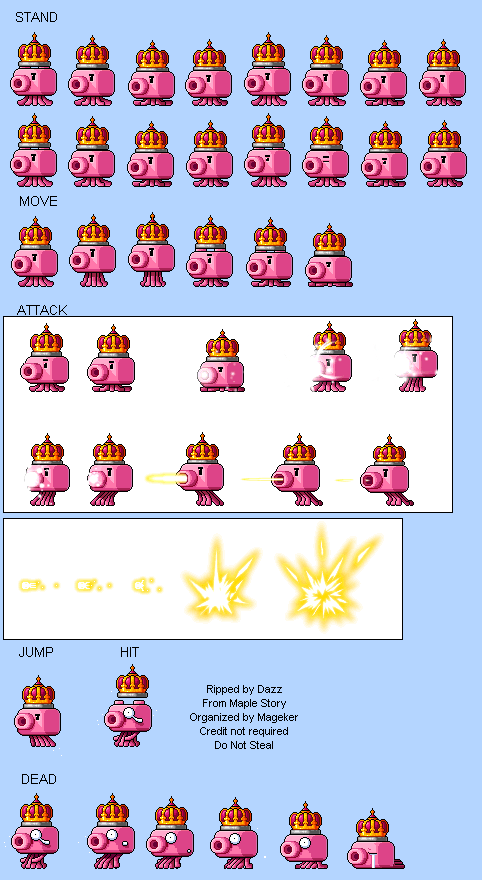 STAND
MOVE
ATTACK
JUMP
HIT
Ripped by Dazz
From Maple Story
Organized by Mageker
Credit not required
Do Not Steal
DEAD